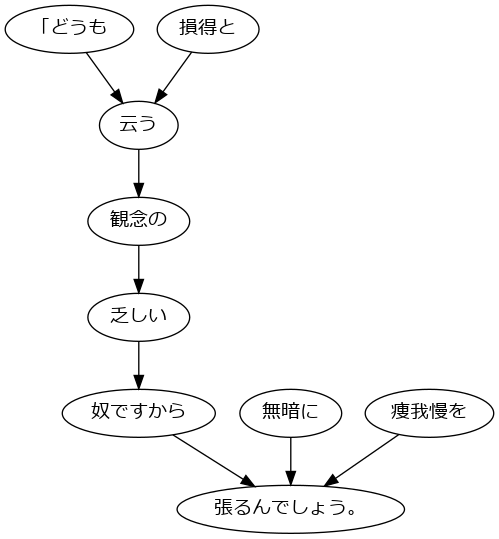 「どうも
損得と
云う
観念の
乏しい
奴ですから
無暗に
痩我慢を
張るんでしょう。